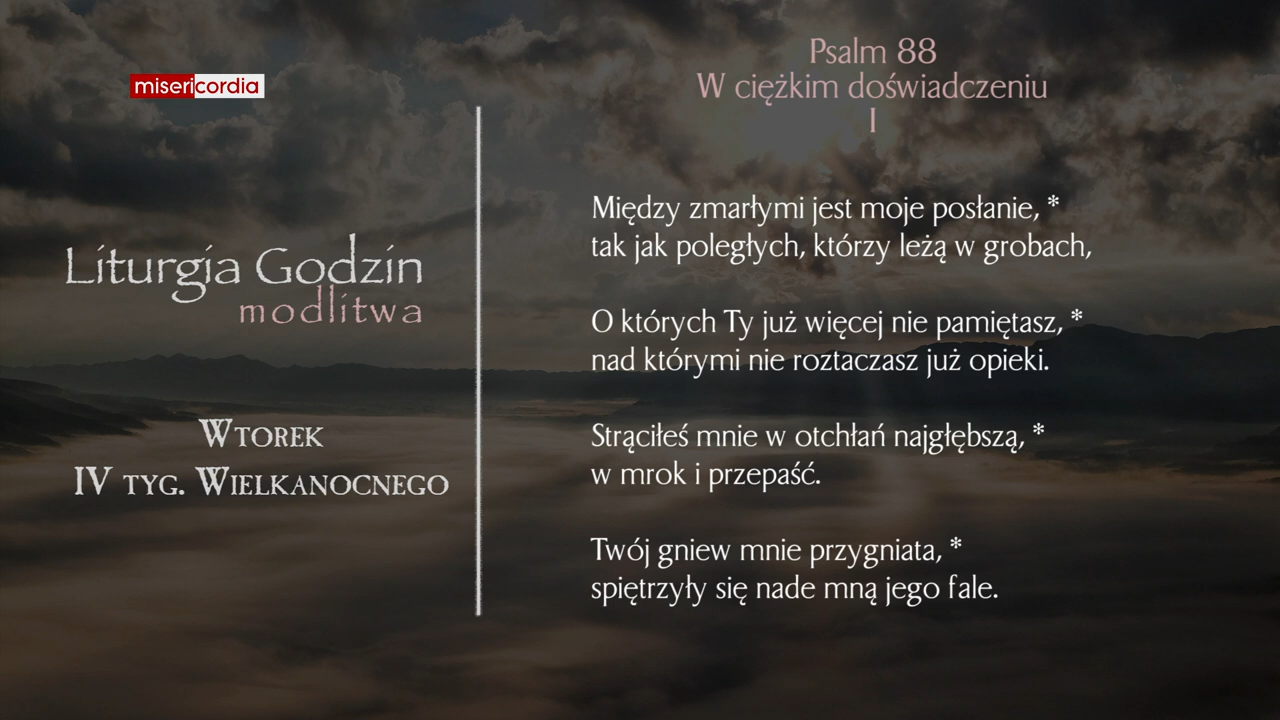 misericordia
Liturgia Godzin
modlitwa
Wtorek
IV tyg. Wielkanocnego
Psalm 88
W ciężkim doświadczeniu
I
Między zmarłymi jest moje posłanie, *
tak jak poległych, którzy leżą w grobach,
O których Ty już więcej nie pamiętasz, *
nad którymi nie roztaczasz już opieki.
Strąciłeś mnie w otchłań najgłębszą, *
w mrok i przepaść.
Twój gniew mnie przygniata, *
spiętrzyły się nade mną jego fale.